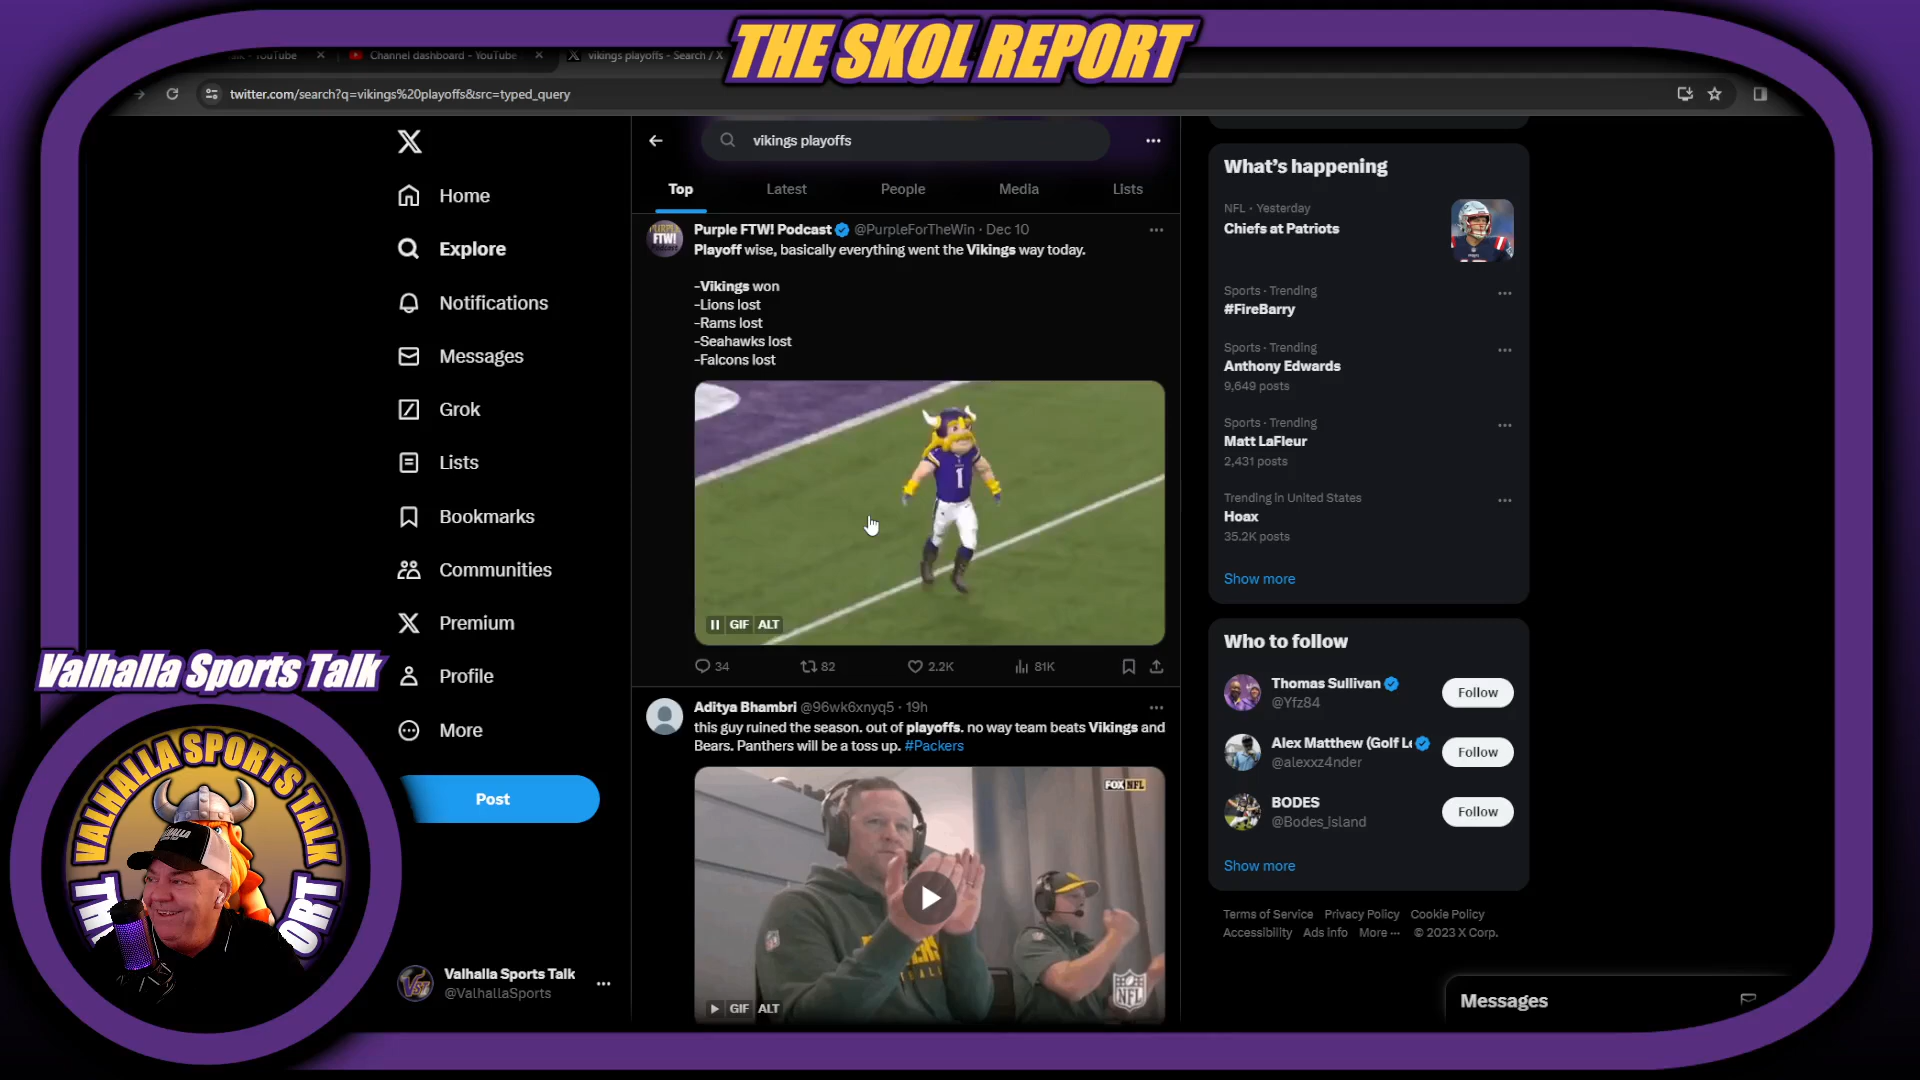 THE SKOL REPORT
YouTube
Channel dashboard - YouTube
vikings playoffs - Search / X
twitter.com/search?q=vikings%20playoffs&src=typed_query
vikings playoffs
Top
Latest
People
Media
Lists
Home
Explore
Notifications
Messages
Grok
Lists
Bookmarks
Communities
Premium
Profile
More
Post
Valhalla Sports Talk
@ValhallaSports
Purple FTW! Podcast @PurpleForTheWin · Dec 10
Playoff wise, basically everything went the Vikings way today.
-Vikings won
-Lions lost
-Rams lost
-Seahawks lost
-Falcons lost
1
GIF ALT
34
82
2.2K
81K
Aditya Bhambri @96wk6xnyq5 · 19h
this guy ruined the season. out of playoffs. no way team beats Vikings and
Bears. Panthers will be a toss up. #Packers
FOX NFL
NFL
GIF ALT
What's happening
NFL · Yesterday
Chiefs at Patriots
Sports · Trending
#FireBarry
Sports · Trending
Anthony Edwards
9,649 posts
Sports · Trending
Matt LaFleur
2,431 posts
Trending in United States
Hoax
35.2K posts
Show more
Who to follow
Thomas Sullivan
@Yfz84
Follow
Alex Matthew (Golf
@alexxz4nder
Follow
BODES
@Bodes_Island
Follow
Show more
Terms of Service Privacy Policy Cookie Policy
Accessibility Ads info More ··· © 2023 X Corp.
Messages
Valhalla Sports Talk
VALHALLA SPORTS TALK